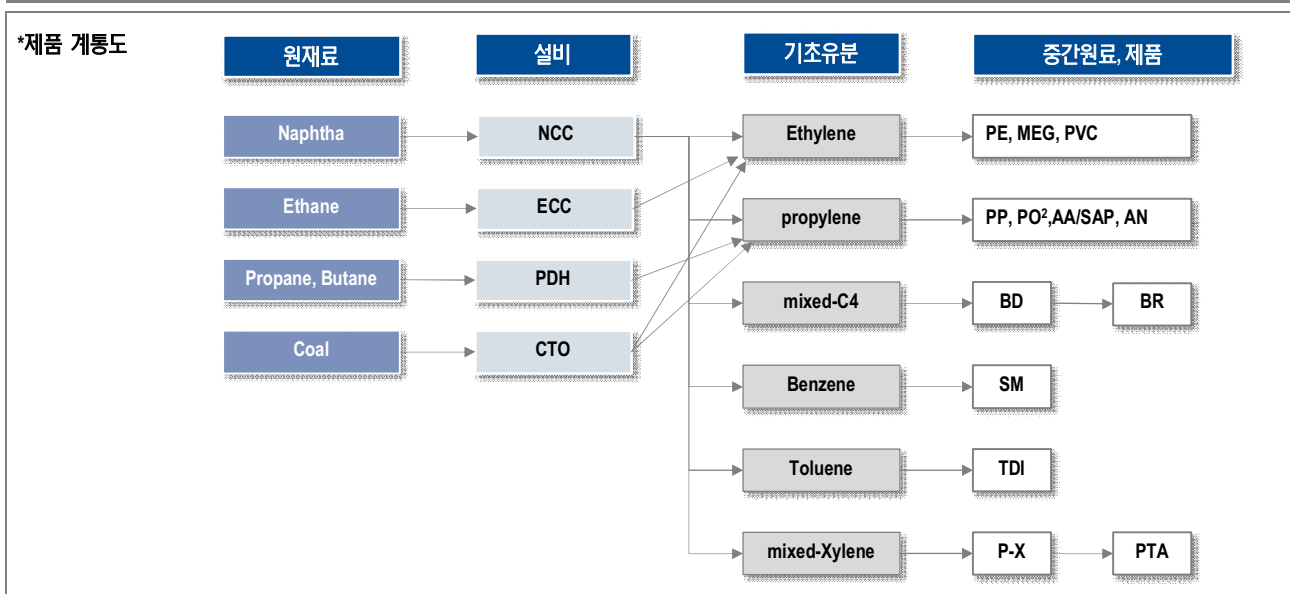 *제품 계통도
원재료
설비
기초유분
중간원료, 제품
Naphtha
NCC
Ethylene
PE, MEG, PVC
Ethane
ECC
propylene
PP, PO²,AA/SAP, AN
Propane, Butane
PDH
mixed-C4
BD
BR
Coal
CTO
Benzene
SM
Toluene
TDI
mixed-Xylene
P-X
PTA